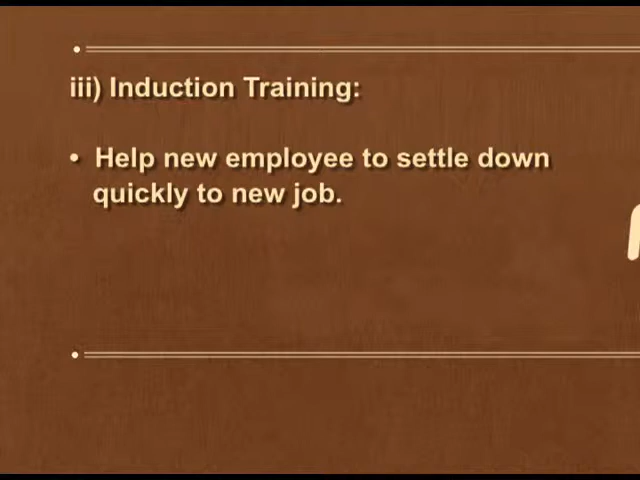 iii) Induction Training:
• Help new employee to settle down
quickly to new job.